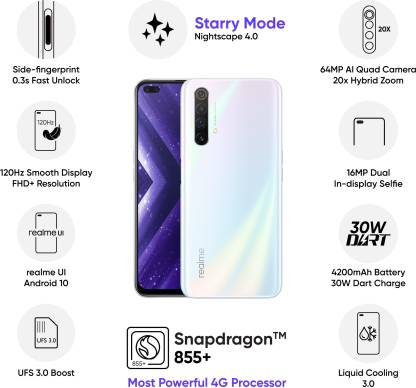 Starry Mode
Nightscape 4.0
Side-fingerprint
0.3s Fast Unlock
20X
64MP AI Quad Camera
20x Hybrid Zoom
120Hz
120Hz Smooth Display
FHD+ Resolution
16MP Dual
In-display Selfie
realme UI
realme UI
Android 10
realme
30W
DART
4200mAh Battery
30W Dart Charge
UFS 3.0
UFS 3.0 Boost
855+
Snapdragon™
855+
Most Powerful 4G Processor
Liquid Cooling
3.0